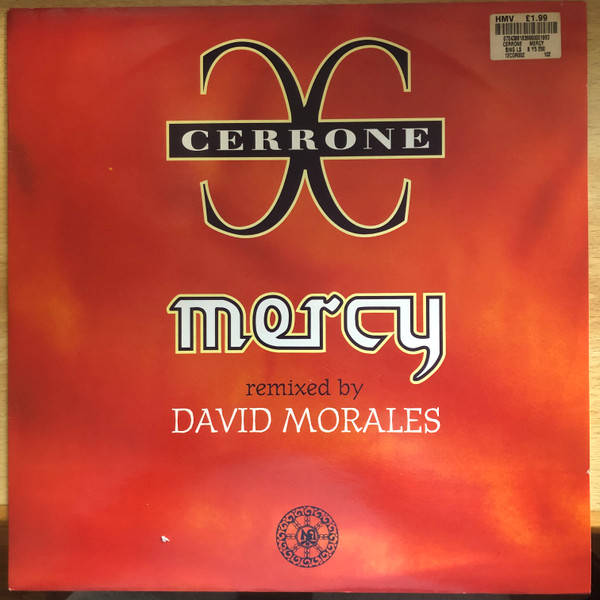 HMV £1.99
CERRONE MERCY
CERRONE
mercy
remixed by
DAVID MORALES